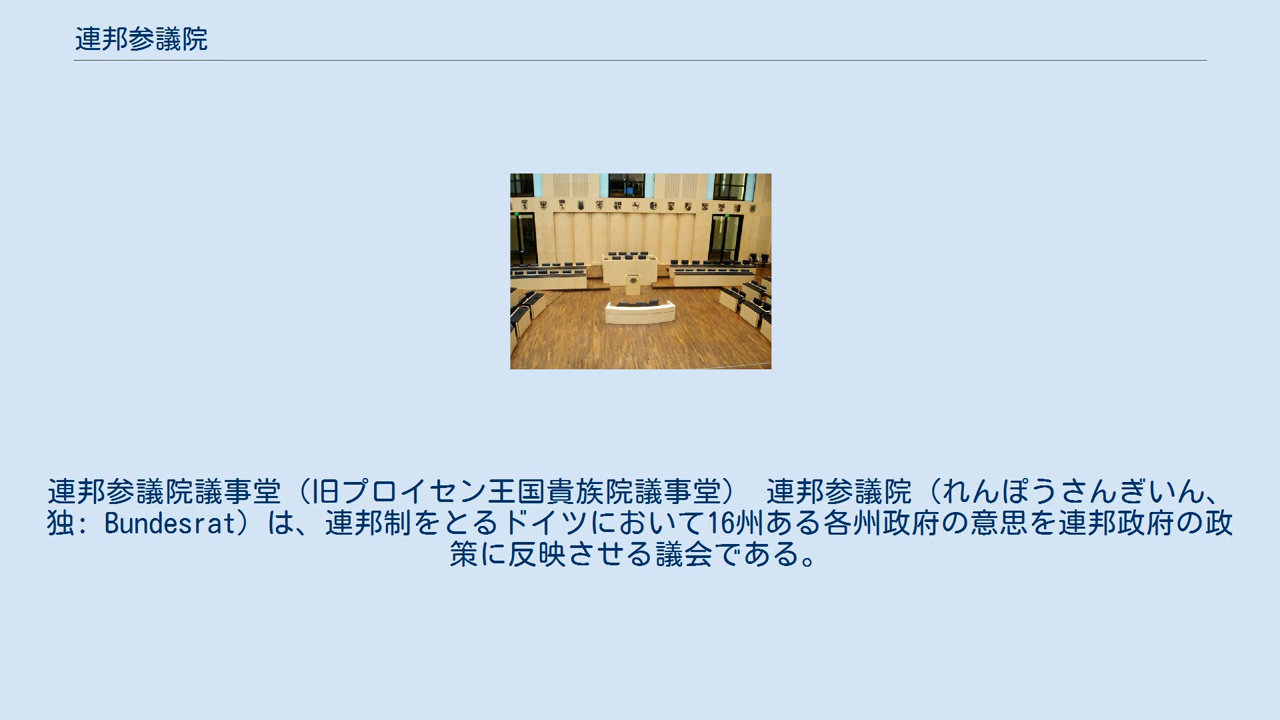 連邦参議院
連邦参議院議事堂（旧プロイセン王国貴族院議事堂） 連邦参議院（れんぽうさんぎいん、
独: Bundesrat）は、連邦制をとるドイツにおいて16州ある各州政府の意思を連邦政府の政
策に反映させる議会である。